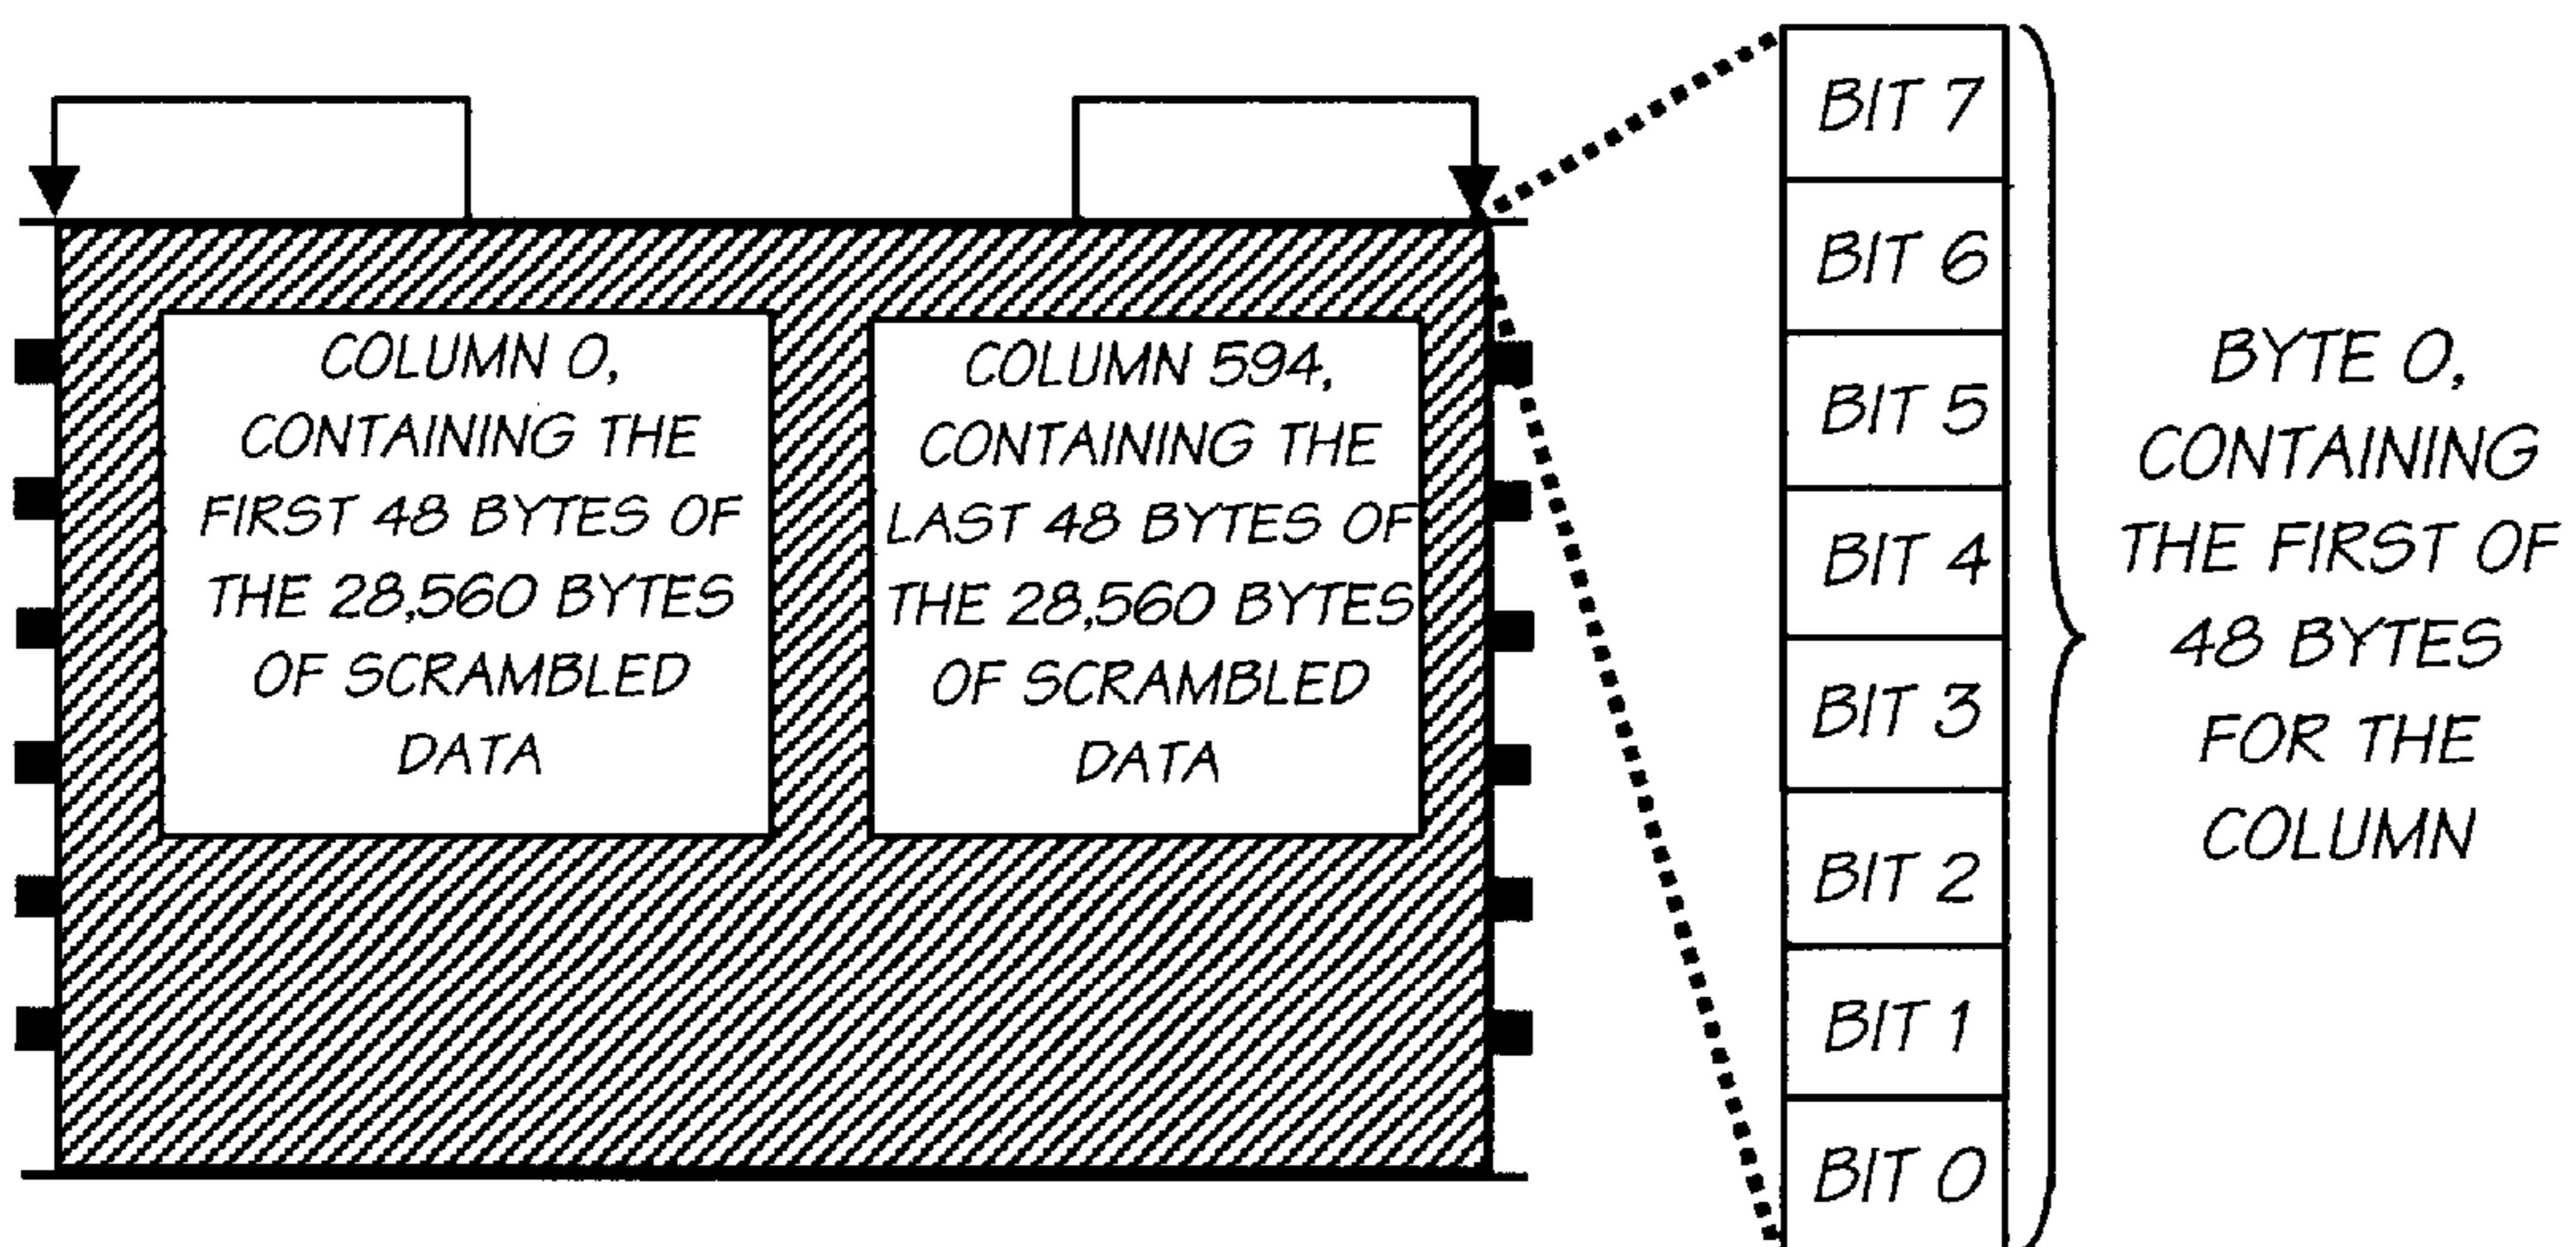 COLUMN 0,
CONTAINING THE
FIRST 48 BYTES OF
THE 28,560 BYTES
OF SCRAMBLED
DATA
COLUMN 594,
CONTAINING THE
LAST 48 BYTES OF
THE 28,560 BYTES
OF SCRAMBLED
DATA
BIT 7
BIT 6
BIT 5
BIT 4
BIT 3
BIT 2
BIT 1
BIT 0
BYTE 0,
CONTAINING
THE FIRST OF
48 BYTES
FOR THE
COLUMN